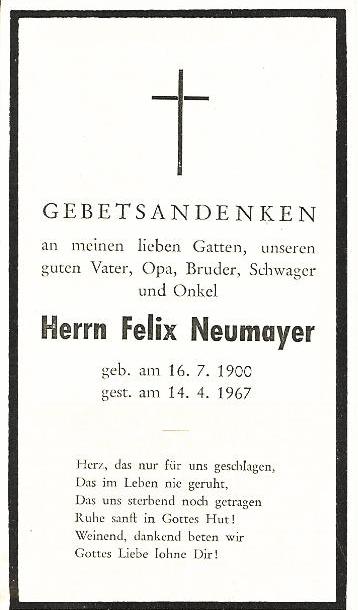 GEBETSANDENKEN
an meinen lieben Gatten, unseren
guten Vater, Opa, Bruder, Schwager
und Onkel
Herrn Felix Neumayer
geb. am 16. 7. 1900
gest. am 14. 4. 1967
Herz, das nur für uns geschlagen,
Das im Leben nie geruht,
Das uns sterbend noch getragen
Ruhe sanft in Gottes Hut!
Weinend, dankend beten wir
Gottes Liebe lohne Dir!